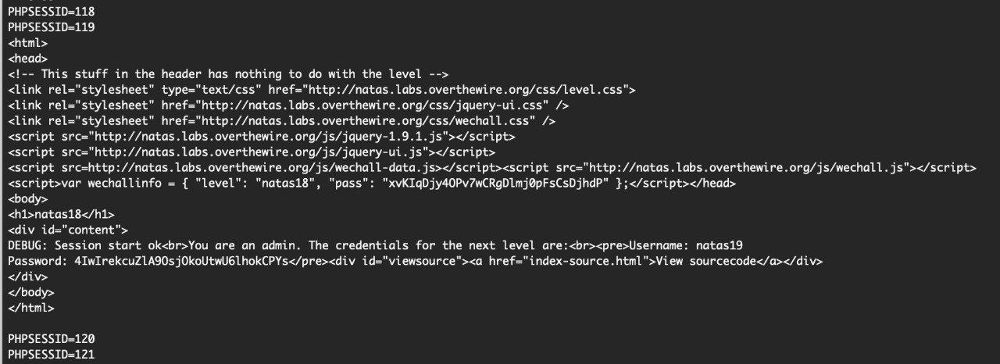 PHPSESSID=118
PHPSESSID=119
<html>
<head>
<!-- This stuff in the header has nothing to do with the level -->
<link rel="stylesheet" type="text/css" href="http://natas.labs.overthewire.org/css/level.css">
<link rel="stylesheet" href="http://natas.labs.overthewire.org/css/jquery-ui.css" />
<link rel="stylesheet" href="http://natas.labs.overthewire.org/css/wechall.css" />
<script src="http://natas.labs.overthewire.org/js/jquery-1.9.1.js"></script>
<script src="http://natas.labs.overthewire.org/js/jquery-ui.js"></script>
<script src=http://natas.labs.overthewire.org/js/wechall-data.js></script><script src="http://natas.labs.overthewire.org/js/wechall.js"></script>
<script>var wechallinfo = { "level": "natas18", "pass": "xvKIqDjy4OPv7wCRgDlmj0pFsCsDjhdP" };</script></head>
<body>
<h1>natas18</h1>
<div id="content">
DEBUG: Session start ok<br>You are an admin. The credentials for the next level are:<br><pre>Username: natas19
Password: 4IwIrekcuZlA9OsjOkoUtwU6lhokCPYs</pre><div id="viewsource"><a href="index-source.html">View sourcecode</a></div>
</div>
</body>
</html>
PHPSESSID=120
PHPSESSID=121